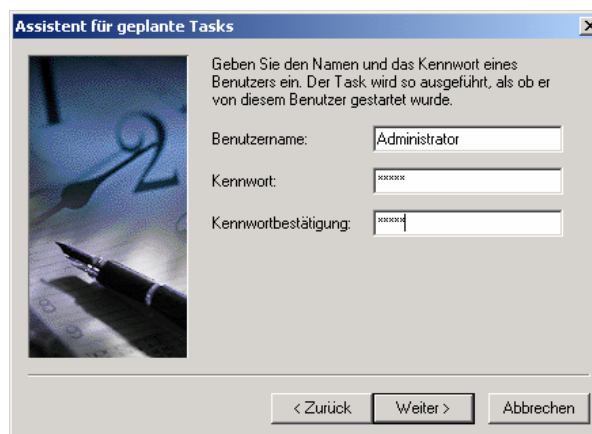 Assistent für geplante Tasks
Geben Sie den Namen und das Kennwort eines
Benutzers ein. Der Task wird so ausgeführt, als ob er
von diesem Benutzer gestartet wurde.
Benutzername: Administrator
Kennwort: *****
Kennwortbestätigung: *****
< Zurück Weiter > Abbrechen